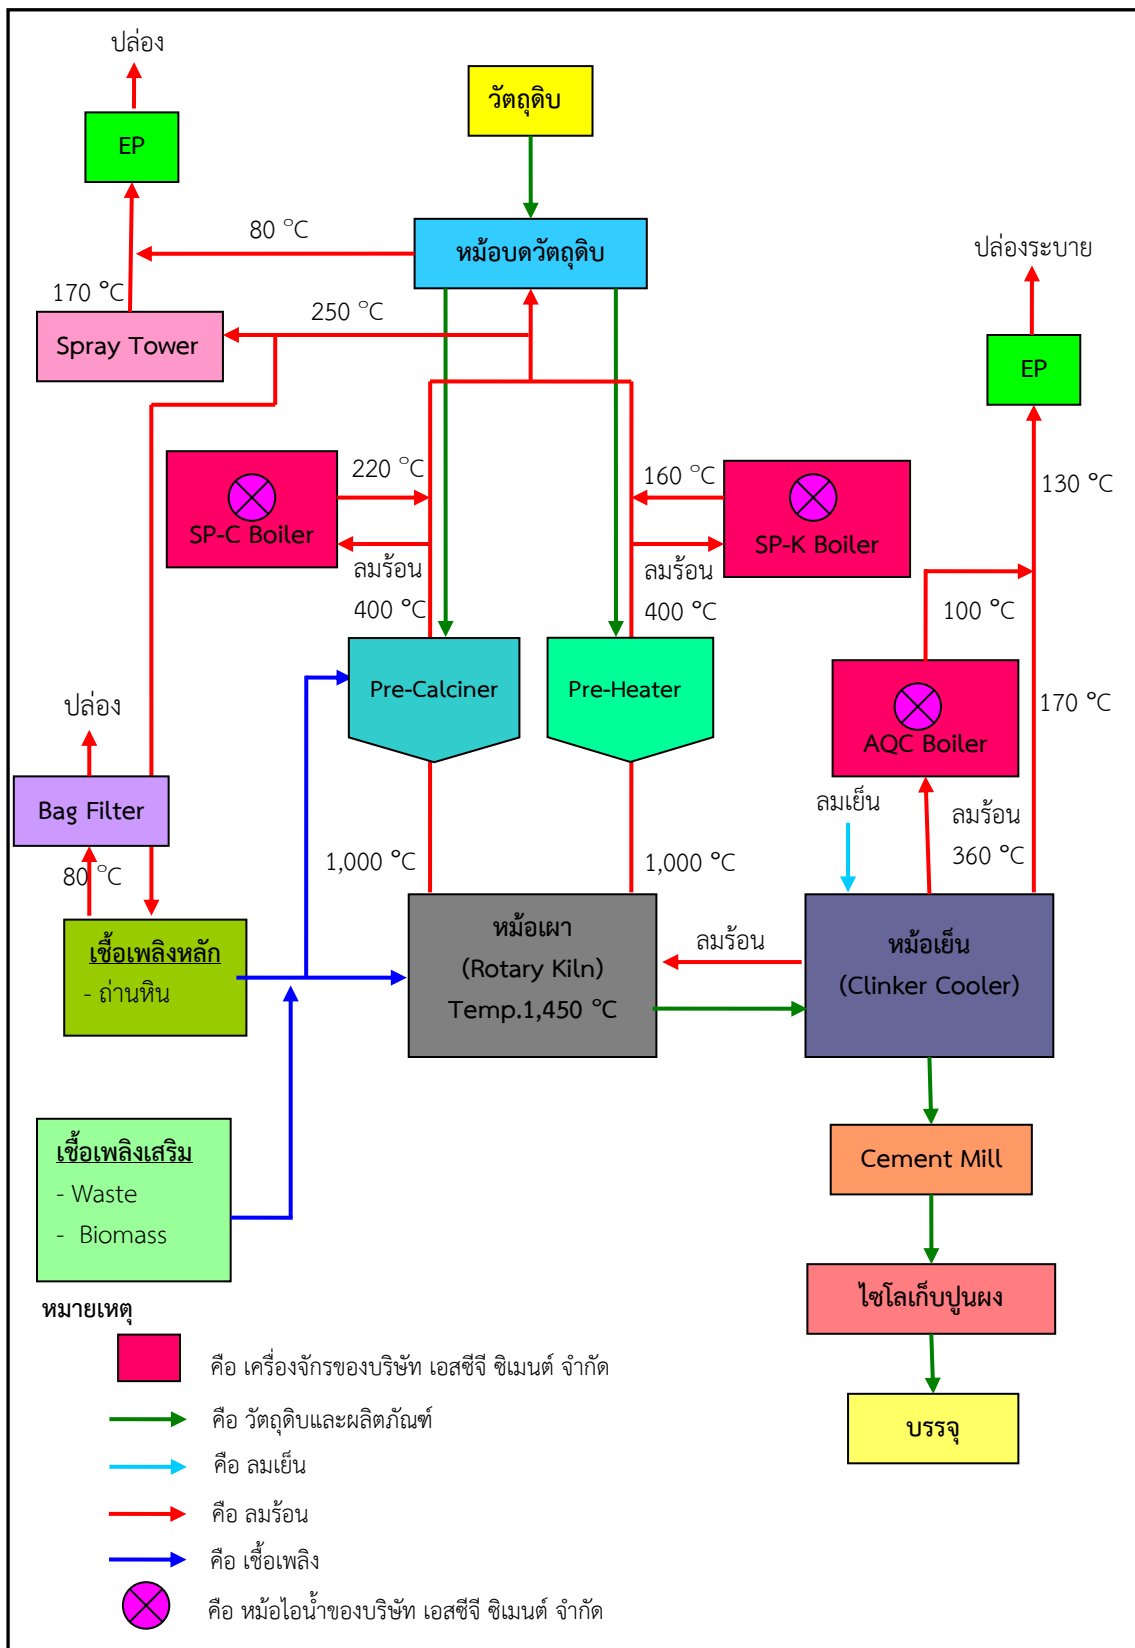 ปล่อง
วัตถุดิบ
EP
80 °C
หม้อบดวัตถุดิบ
ปล่องระบาย
170 °C
250 °C
Spray Tower
EP
220 °C
160 °C
130 °C
SP-C Boiler
SP-K Boiler
ลมร้อน
400 °C
ลมร้อน
400 °C
100 °C
Pre-Calciner
Pre-Heater
ปล่อง
170 °C
AQC Boiler
Bag Filter
ลมเย็น
ลมร้อน
360 °C
80 °C
1,000 °C
1,000 °C
เชื้อเพลิงหลัก
- ถ่านหิน
หม้อเผา
(Rotary Kiln)
Temp.1,450 °C
ลมร้อน
หม้อเย็น
(Clinker Cooler)
เชื้อเพลิงเสริม
- Waste
- Biomass
Cement Mill
ไซโลเก็บปูนผง
บรรจุ
หมายเหตุ
คือ เครื่องจักรของบริษัท เอสซีจี ซิเมนต์ จำกัด
คือ วัตถุดิบและผลิตภัณฑ์
คือ ลมเย็น
คือ ลมร้อน
คือ เชื้อเพลิง
คือ หม้อไอน้ำของบริษัท เอสซีจี ซิเมนต์ จำกัด